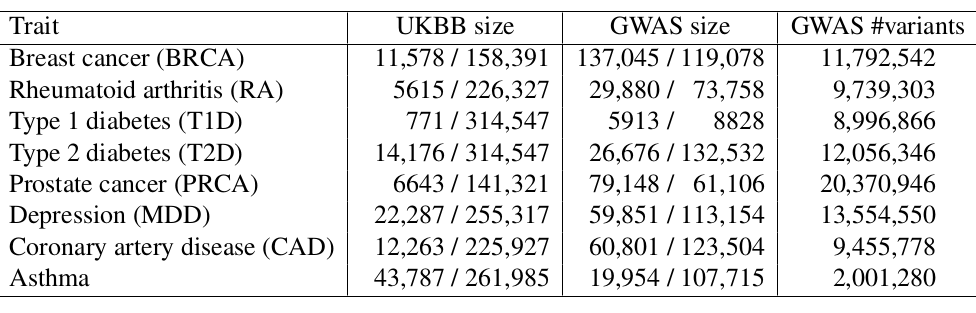 Trait UKBB size GWAS size GWAS #variants
Breast cancer (BRCA) 11,578 / 158,391 137,045 / 119,078 11,792,542
Rheumatoid arthritis (RA) 5615 / 226,327 29,880 / 73,758 9,739,303
Type 1 diabetes (T1D) 771 / 314,547 5913 / 8828 8,996,866
Type 2 diabetes (T2D) 14,176 / 314,547 26,676 / 132,532 12,056,346
Prostate cancer (PRCA) 6643 / 141,321 79,148 / 61,106 20,370,946
Depression (MDD) 22,287 / 255,317 59,851 / 113,154 13,554,550
Coronary artery disease (CAD) 12,263 / 225,927 60,801 / 123,504 9,455,778
Asthma 43,787 / 261,985 19,954 / 107,715 2,001,280